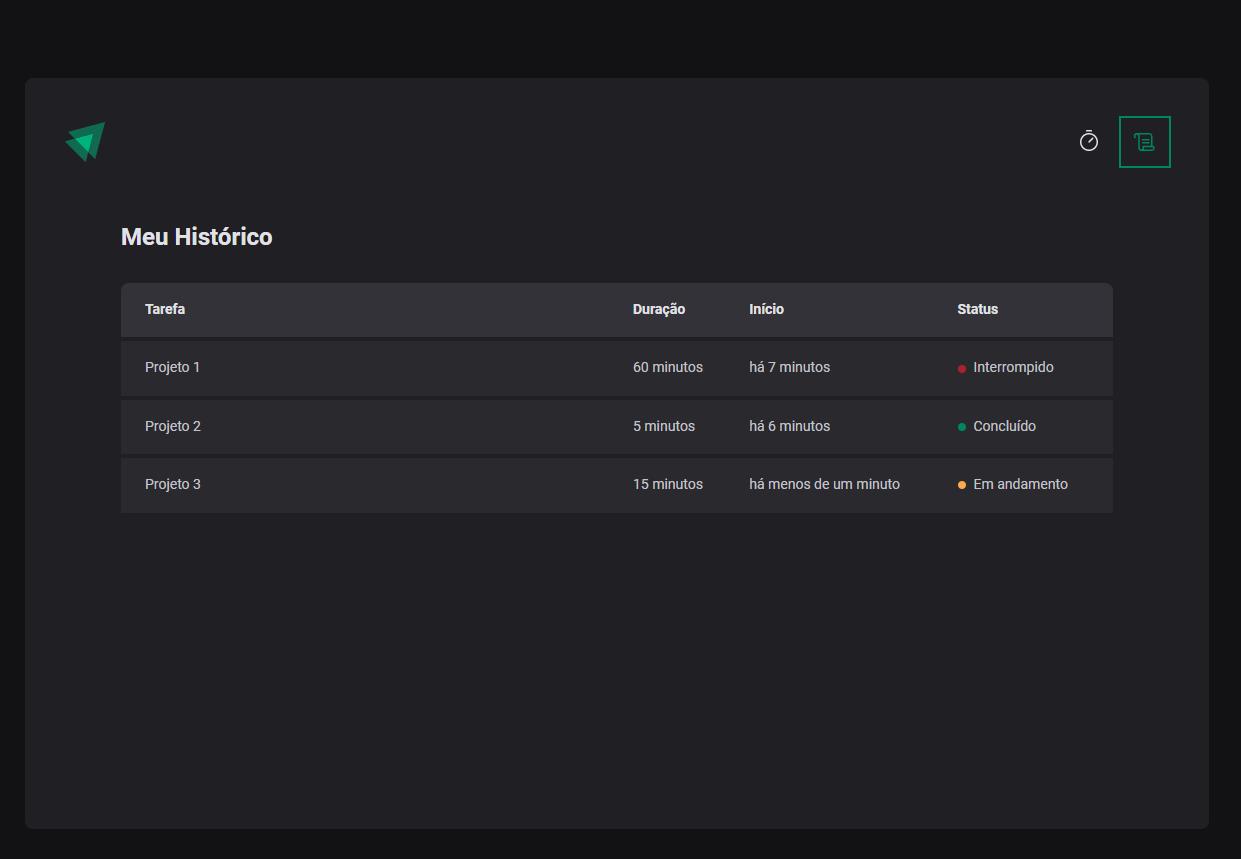 Meu Histórico
Tarefa Duração Início Status
Projeto 1 60 minutos há 7 minutos Interrompido
Projeto 2 5 minutos há 6 minutos Concluído
Projeto 3 15 minutos há menos de um minuto Em andamento